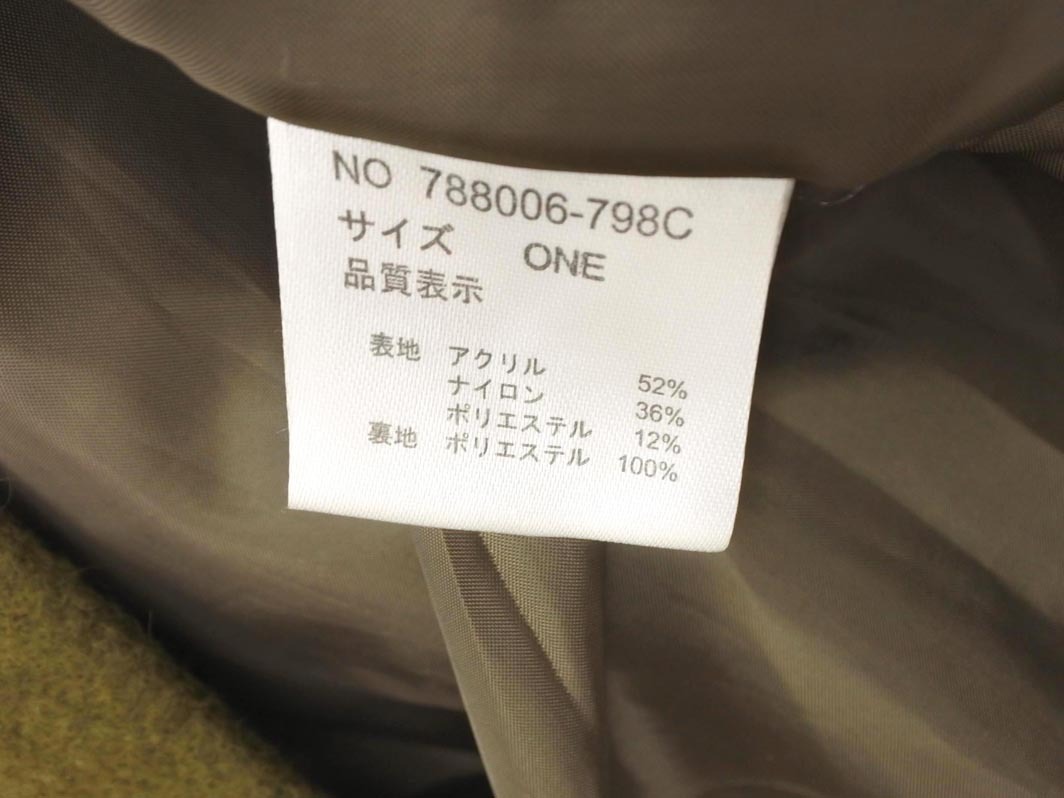 NO 788006-798C
サイズ ONE
品質表示
表地 アクリル 52%
ナイロン 36%
ポリエステル 12%
裏地 ポリエステル 100%